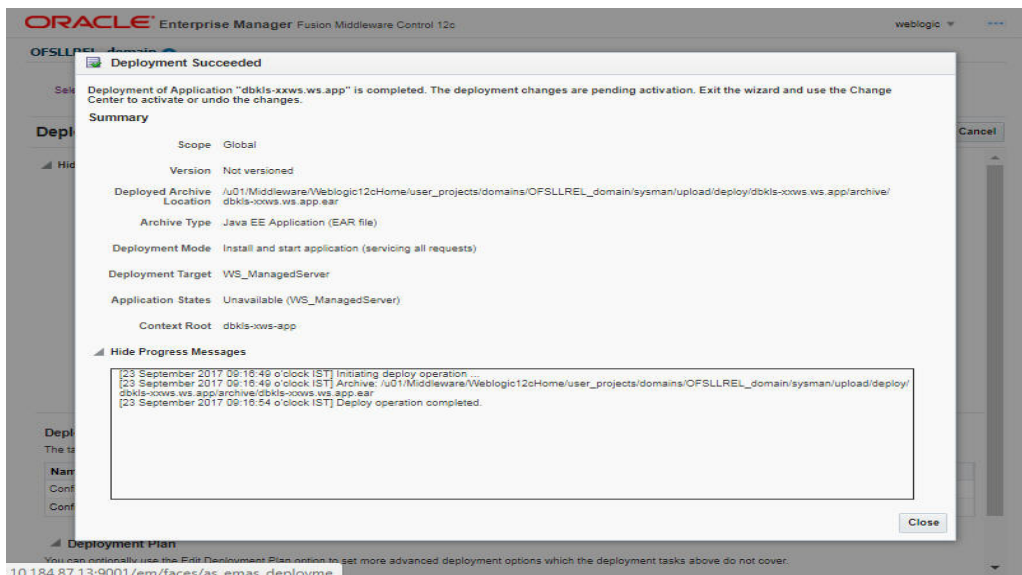 ORACLE Enterprise Manager Fusion Middleware Control 12c
weblogic
OFSLLREL_domain
Deployment Succeeded
Deployment of Application "dbkls-xxws.ws.app" is completed. The deployment changes are pending activation. Exit the wizard and use the Change
Center to activate or undo the changes.
Summary
Cancel
Scope Global
Version Not versioned
Deployed Archive Location /u01/Middleware/Weblogic12cHome/user_projects/domains/OFSLLREL_domain/sysman/upload/deploy/dbkls-xxws.ws.app/archive/
dbkls-xxws.ws.app.ear
Archive Type Java EE Application (EAR file)
Deployment Mode Install and start application (servicing all requests)
Deployment Target WS_ManagedServer
Application States Unavailable (WS_ManagedServer)
Context Root dbkls-xws-app
Hide Progress Messages
[23 September 2017 09:16:49 o'clock IST] Initiating deploy operation ...
[23 September 2017 09:16:49 o'clock IST] Archive: /u01/Middleware/Weblogic12cHome/user_projects/domains/OFSLLREL_domain/sysman/upload/deploy/
dbkls-xxws.ws.app/archive/dbkls-xxws.ws.app.ear
[23 September 2017 09:16:54 o'clock IST] Deploy operation completed.
Close
Deployment Plan
You can optionally use the Edit Deployment Plan option to set more advanced deployment options which the deployment tasks above do not cover.
10.184.87.13:9001/em/faces/as_emas_deployme